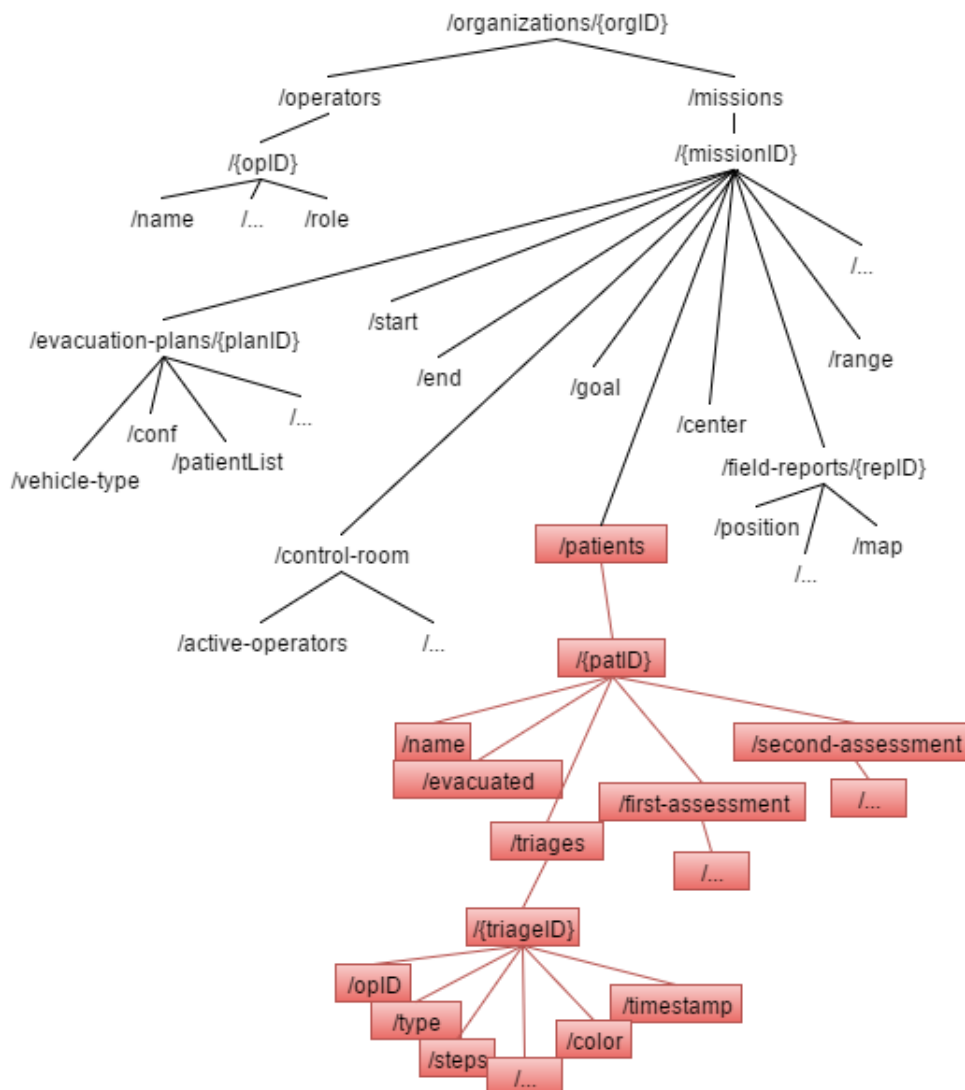 /organizations/{orgID}
/operators
/missions
/{opID}
/{missionID}
/name
/...
/role
/...
/start
/evacuation-plans/{planID}
/range
/end
/goal
/...
/center
/conf
/patientList
/vehicle-type
/field-reports/{repID}
/position
/map
/patients
/control-room
/...
/active-operators
/...
/{patID}
/name
/second-assessment
/evacuated
/first-assessment
/...
/triages
/...
/{triageID}
/opID
/timestamp
/type
/color
/steps
/...